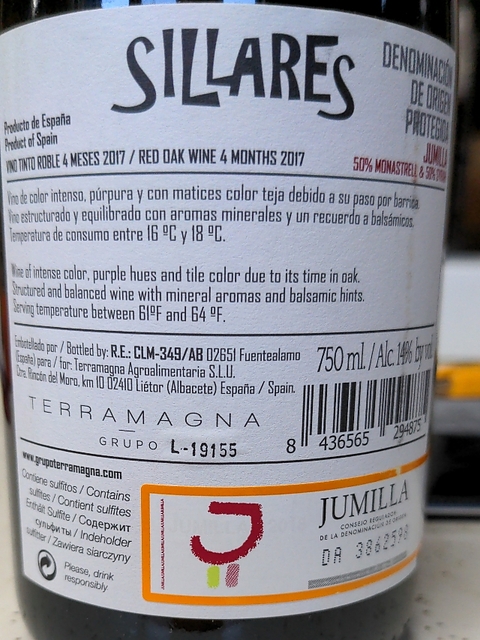 SILLARES
DENOMINACIÓN
DE ORIGEN
PROTEGIDA
JUMILLA
50% MONASTRELL & 50% SYRAH
Producto de España
Product of Spain
VINO TINTO ROBLE 4 MESES 2017 / RED OAK WINE 4 MONTHS 2017
Vino de color intenso, púrpura y con matices color teja debido a su paso por barrica.
Vino estructurado y equilibrado con aromas minerales y un recuerdo a balsámicos.
Temperatura de consumo entre 16 ºC y 18 ºC.
Wine of intense color, purple hues and tile color due to its time in oak.
Structured and balanced wine with mineral aromas and balsamic hints.
Serving temperature between 61ºF and 64 ºF.
Embotellado por / Bottled by: R.E.: CLM-349/AB 02651 Fuentealamo
(España) para / for: Terramagna Agroalimentaria S.L.U.
Ctra. Rincón del Moro, km 10 02410 Liétor (Albacete) España / Spain.
750 ml. / Alc. 14% by vol.
TERRAMAGNA
GRUPO L-19155
8 436565 294875
www.grupoterramagna.com
Contiene sulfitos / Contains
sulfites / Contient sulfites
Enthält Sulfite / Содержит
сульфиты / Indeholder
sulfitter / Zawiera siarczyny
Please, drink
responsibly
JUMILLA
CONSEJO REGULADOR
DE LA DENOMINACIÓN DE ORIGEN
DA 3862598